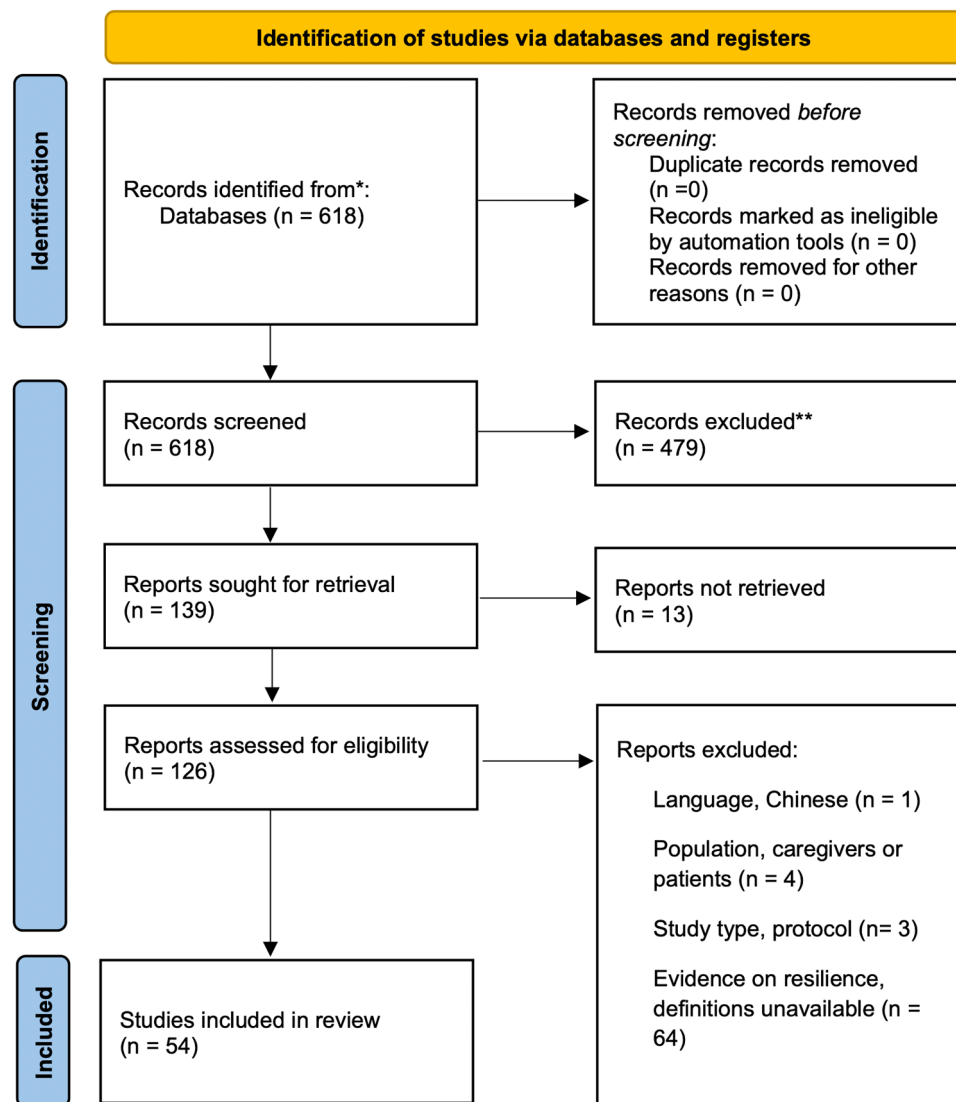 Identification of studies via databases and registers
Identification
Records identified from*:
Databases (n = 618)
Records removed before
screening:
Duplicate records removed
(n =0)
Records marked as ineligible
by automation tools (n = 0)
Records removed for other
reasons (n = 0)
Screening
Records screened
(n = 618)
Records excluded**
(n = 479)
Reports sought for retrieval
(n = 139)
Reports not retrieved
(n = 13)
Reports assessed for eligibility
(n = 126)
Reports excluded:
Language, Chinese (n = 1)
Population, caregivers or
patients (n = 4)
Study type, protocol (n= 3)
Evidence on resilience,
definitions unavailable (n =
64)
Included
Studies included in review
(n = 54)